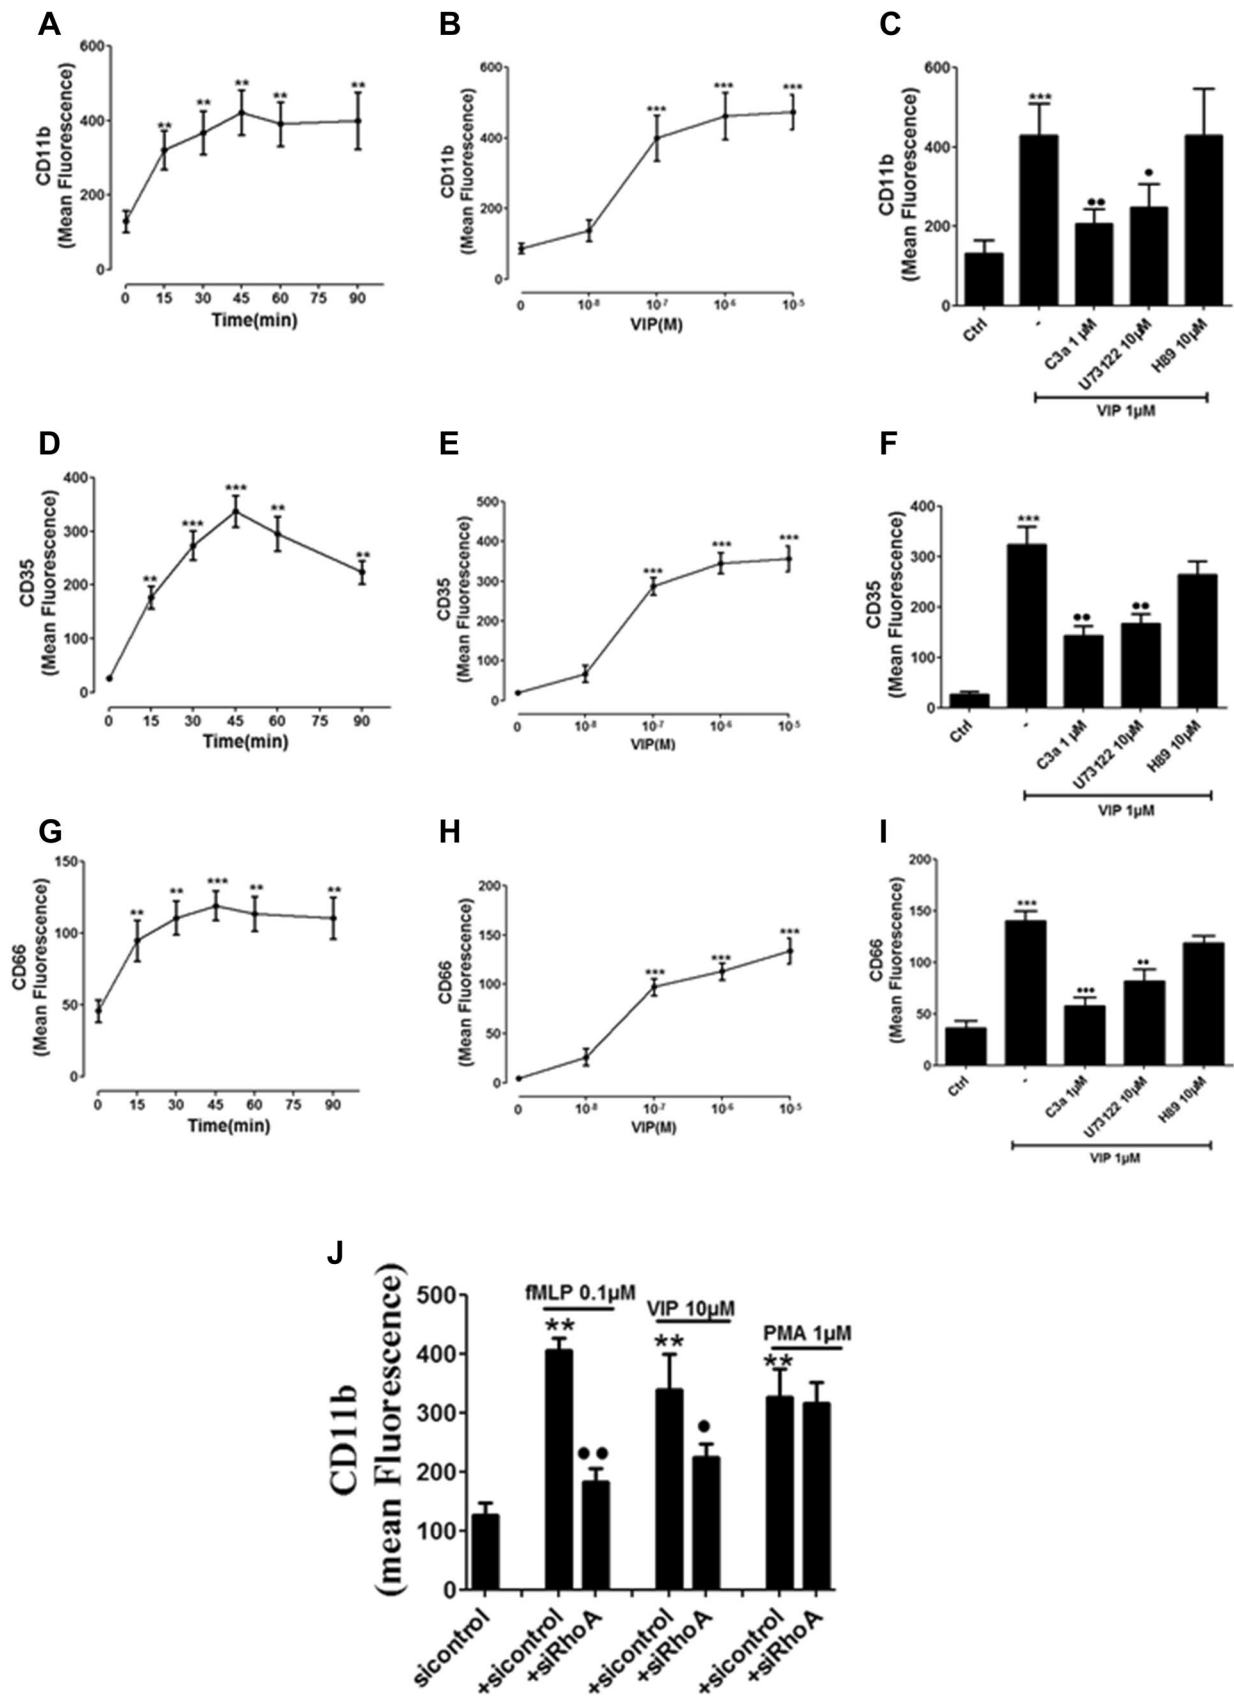 A
CD11b
(Mean Fluorescence)
600
400
200
0
**
**
**
**
**
0 15 30 45 60 75 90
Time(min)
B
CD11b
(Mean Fluorescence)
600
400
200
0
***
***
***
0 10-8 10-7 10-6 10-5
VIP(M)
C
CD11b
(Mean Fluorescence)
600
400
200
0
***
●●
●
Ctrl
-
C3a 1 µM
U73122 10µM
H89 10µM
VIP 1µM
D
CD35
(Mean Fluorescence)
400
300
200
100
0
**
***
***
**
**
0 15 30 45 60 75 90
Time(min)
E
CD35
(Mean Fluorescence)
500
400
300
200
100
0
***
***
***
0 10-8 10-7 10-6 10-5
VIP(M)
F
CD35
(Mean Fluorescence)
400
300
200
100
0
***
●●
●●
Ctrl
-
C3a 1 µM
U73122 10µM
H89 10µM
VIP 1µM
G
CD66
(Mean Fluorescence)
150
100
50
0
**
**
***
**
**
0 15 30 45 60 75 90
Time(min)
H
CD66
(Mean Fluorescence)
200
150
100
50
0
***
***
***
0 10-8 10-7 10-6 10-5
VIP(M)
I
CD66
(Mean Fluorescence)
200
150
100
50
0
***
●●●
●●
Ctrl
-
C3a 1µM
U73122 10µM
H89 10µM
VIP 1µM
J
CD11b
(mean Fluorescence)
500
400
300
200
100
0
fMLP 0.1µM
**
●●
VIP 10µM
**
●
PMA 1µM
**
sicontrol
+sicontrol
+siRhoA
+sicontrol
+siRhoA
+sicontrol
+siRhoA